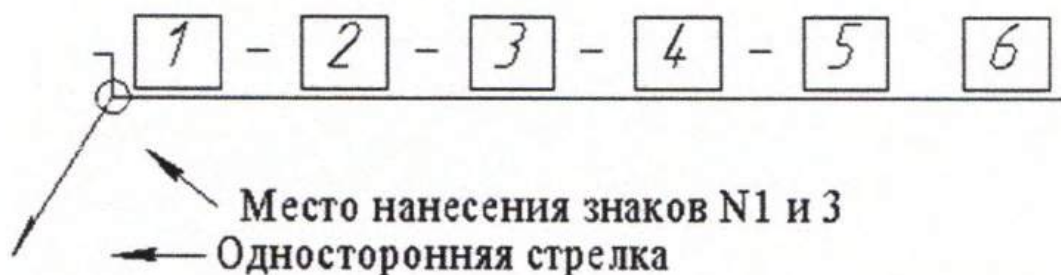 1 - 2 - 3 - 4 - 5 6
Место нанесения знаков N1 и 3
Односторонняя стрелка